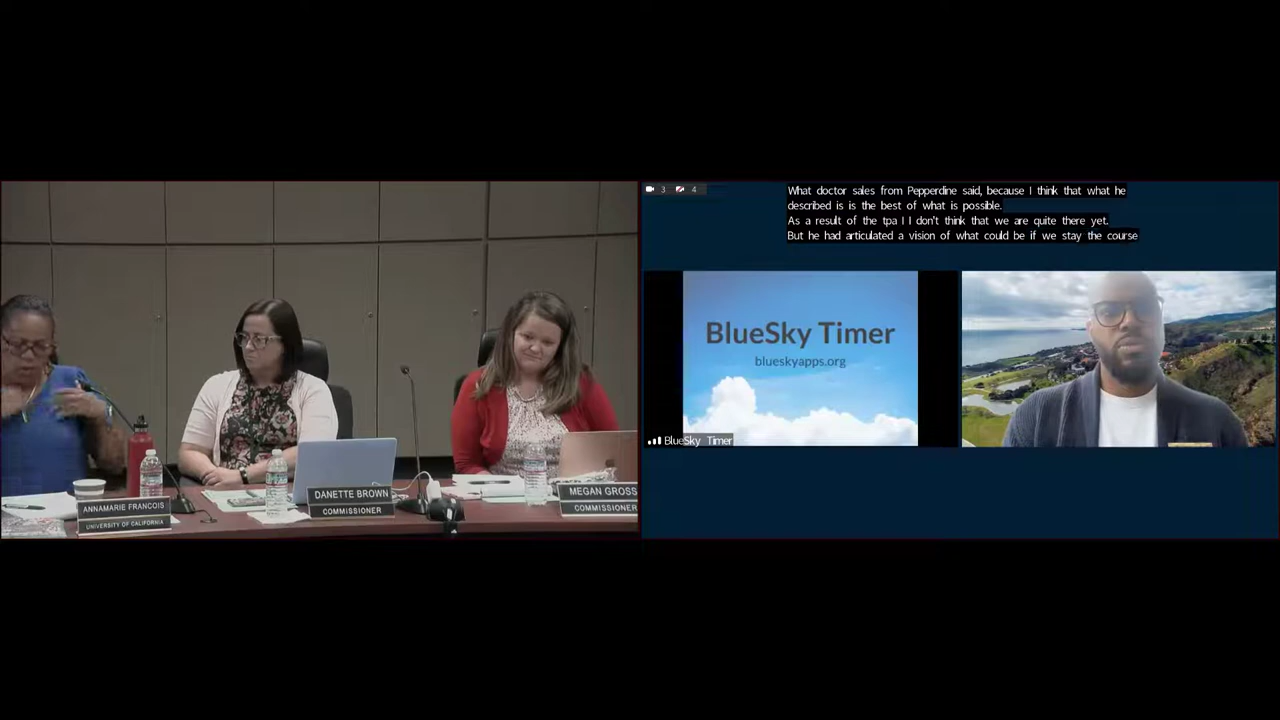 3 4
What doctor sales from Pepperdine said, because I think that what he
described is is the best of what is possible.
As a result of the tpa I I don't think that we are quite there yet.
But he had articulated a vision of what could be if we stay the course
BlueSky Timer
blueskyapps.org
BlueSky Timer
ANNAMARIE FRANCOIS
UNIVERSITY OF CALIFORNIA
DANETTE BROWN
COMMISSIONER
MEGAN GROSS
COMMISSIONER